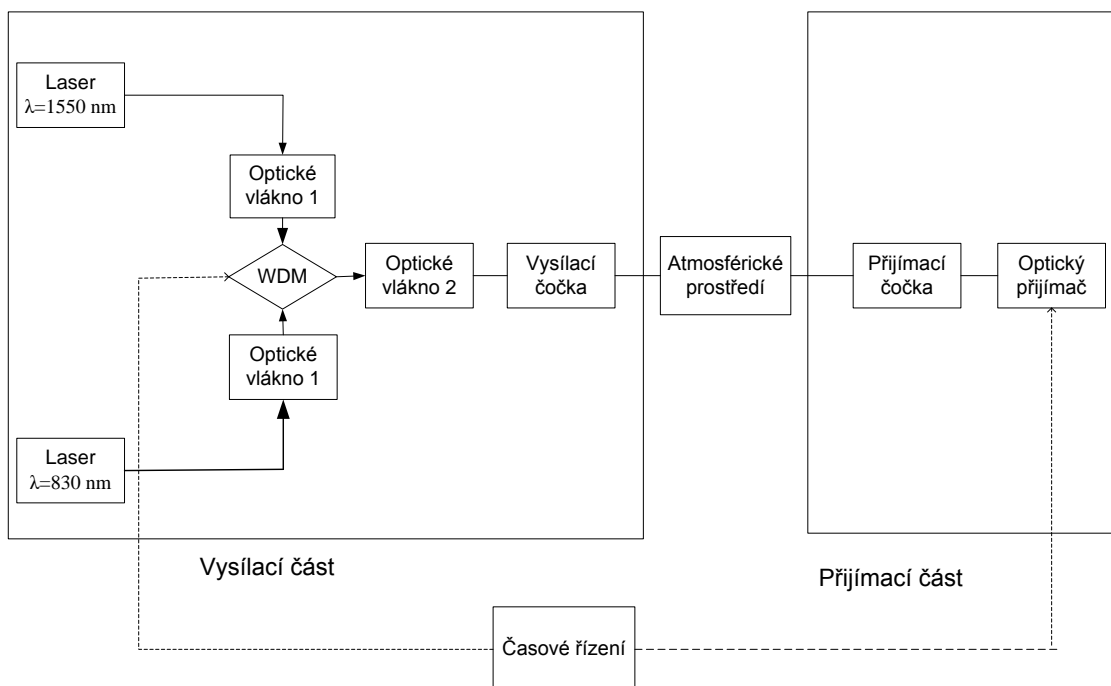 Laser
λ=1550 nm
Optické
vlákno 1
WDM
Optické
vlákno 2
Vysílací
čočka
Atmosférické
prostředí
Přijímací
čočka
Optický
přijímač
Optické
vlákno 1
Laser
λ=830 nm
Vysílací část
Přijímací část
Časové řízení